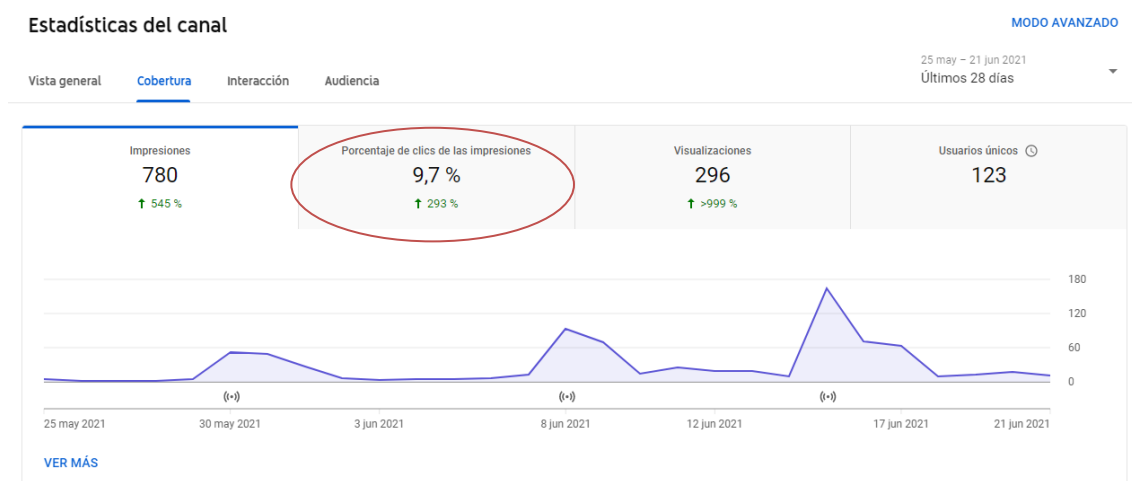 Estadísticas del canal
MODO AVANZADO
Vista general Cobertura Interacción Audiencia
25 may – 21 jun 2021
Últimos 28 días
Impresiones
780
↑ 545 %
Porcentaje de clics de las impresiones
9,7 %
↑ 293 %
Visualizaciones
296
↑ >999 %
Usuarios únicos
123
180
120
60
0
25 may 2021 30 may 2021 3 jun 2021 8 jun 2021 12 jun 2021 17 jun 2021 21 jun 2021
VER MÁS